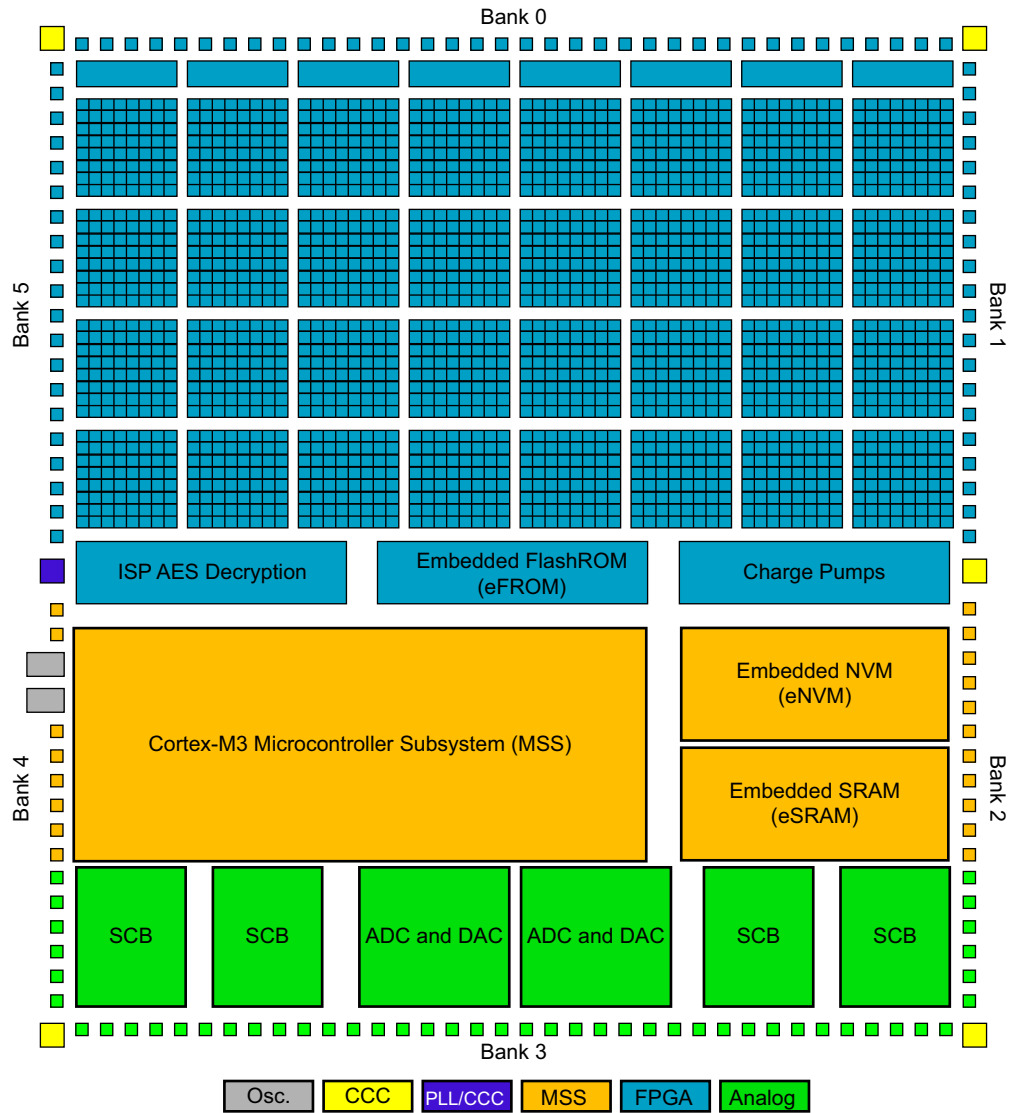 Bank 0
Bank 5
Bank 1
ISP AES Decryption
Embedded FlashROM
(eFROM)
Charge Pumps
Cortex-M3 Microcontroller Subsystem (MSS)
Embedded NVM
(eNVM)
Embedded SRAM
(eSRAM)
Bank 4
Bank 2
SCB
SCB
ADC and DAC
ADC and DAC
SCB
SCB
Bank 3
Osc.
CCC
PLL/CCC
MSS
FPGA
Analog